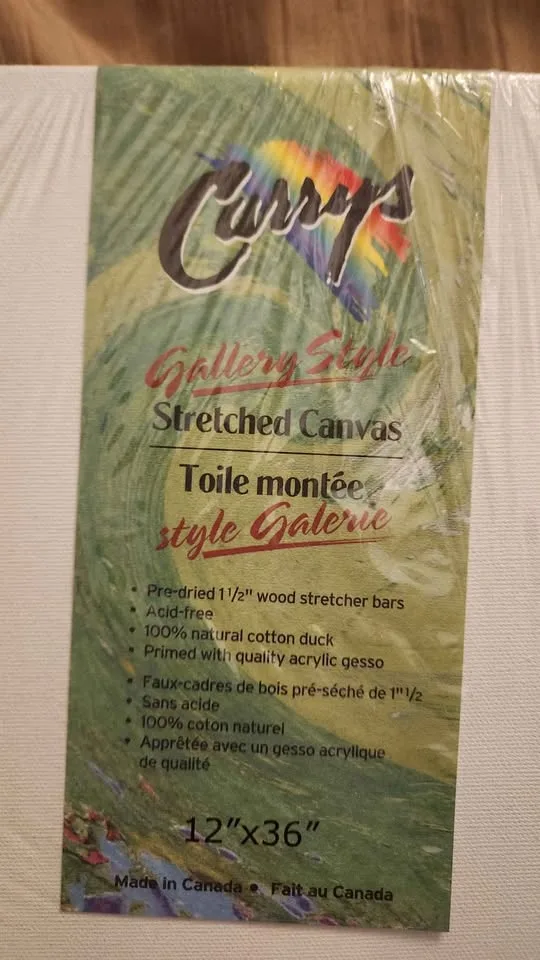 Currys
Gallery Style
Stretched Canvas
Toile montée
style Galerie
• Pre-dried 1 1/2" wood stretcher bars
• Acid-free
• 100% natural cotton duck
• Primed with quality acrylic gesso
• Faux-cadres de bois pré-séché de 1" 1/2
• Sans acide
• 100% coton naturel
• Apprêtée avec un gesso acrylique
de qualité
12"x36"
Made in Canada • Fait au Canada